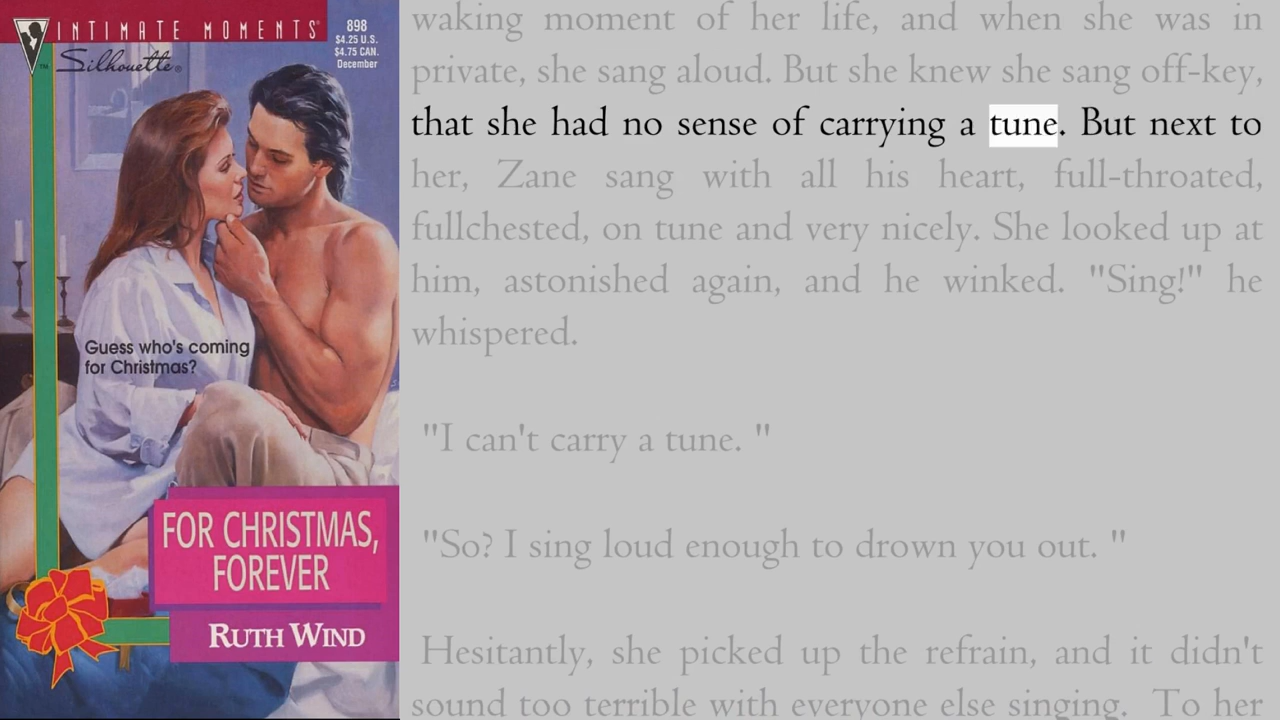 INTIMATE MOMENTS®
Silhouette®
TM
898
$4.25 U.S.
$4.75 CAN.
December
Guess who's coming
for Christmas?
FOR CHRISTMAS,
FOREVER
RUTH WIND
waking moment of her life, and when she was in
private, she sang aloud. But she knew she sang off-key,
that she had no sense of carrying a tune. But next to
her, Zane sang with all his heart, full-throated,
fullchested, on tune and very nicely. She looked up at
him, astonished again, and he winked. "Sing!" he
whispered.
"I can't carry a tune. "
"So? I sing loud enough to drown you out. "
Hesitantly, she picked up the refrain, and it didn't
sound too terrible with everyone else singing. To her